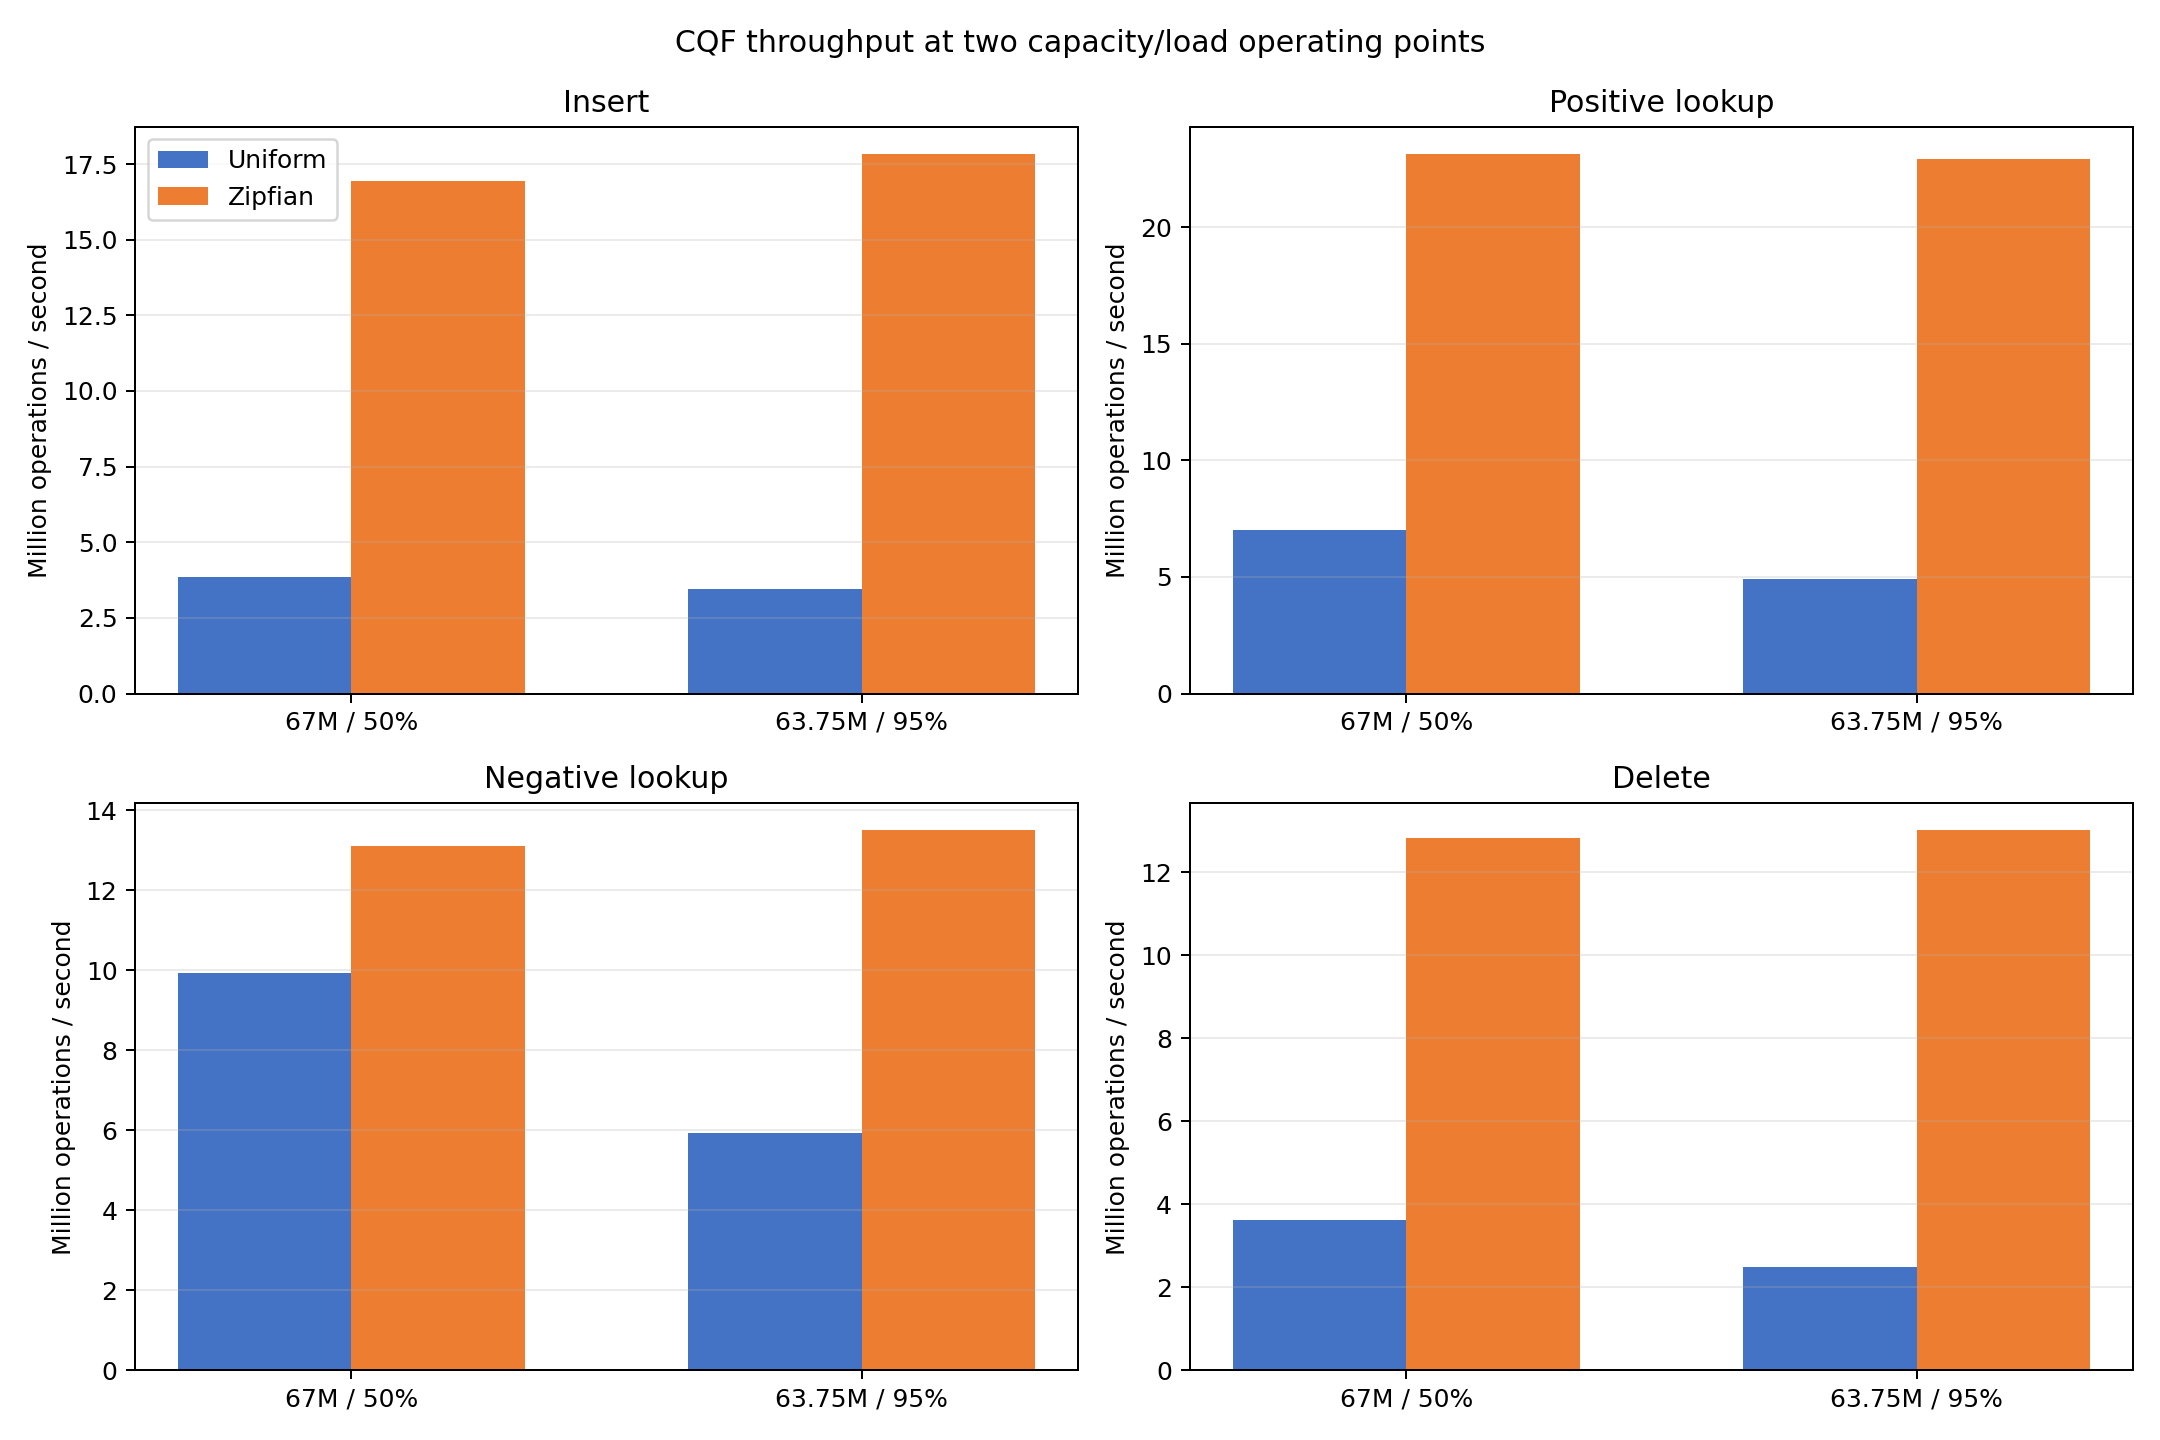 CQF throughput at two capacity/load operating points
Insert
Million operations / second
17.5
15.0
12.5
10.0
7.5
5.0
2.5
0.0
Uniform
Zipfian
67M / 50%
63.75M / 95%
Positive lookup
Million operations / second
20
15
10
5
0
67M / 50%
63.75M / 95%
Negative lookup
Million operations / second
14
12
10
8
6
4
2
0
67M / 50%
63.75M / 95%
Delete
Million operations / second
12
10
8
6
4
2
0
67M / 50%
63.75M / 95%